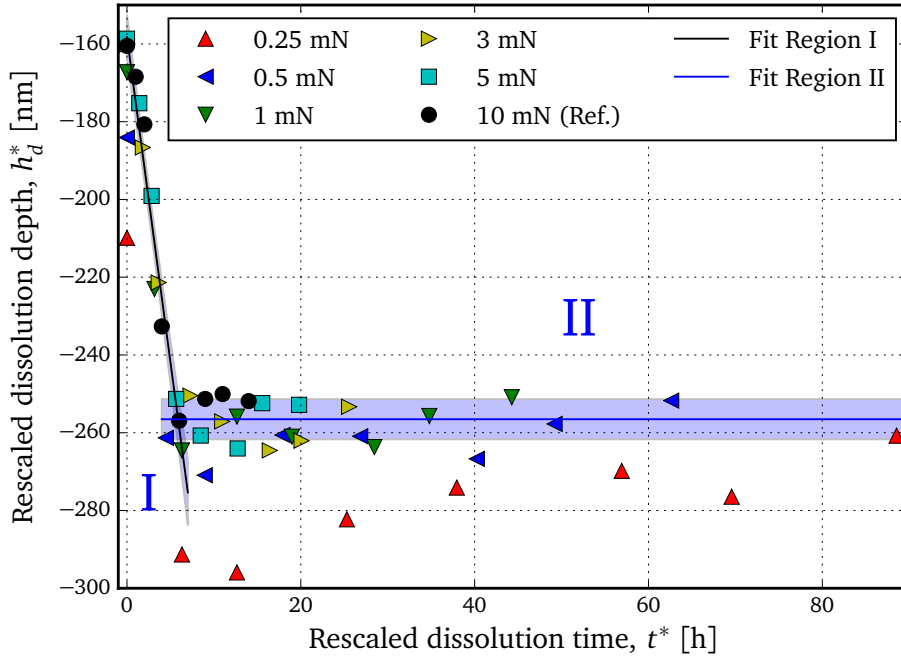 −160
−180
−200
−220
−240
−260
−280
−300
Rescaled dissolution depth, h*d [nm]
0.25 mN
0.5 mN
1 mN
3 mN
5 mN
10 mN (Ref.)
Fit Region I
Fit Region II
II
I
0 20 40 60 80
Rescaled dissolution time, t* [h]